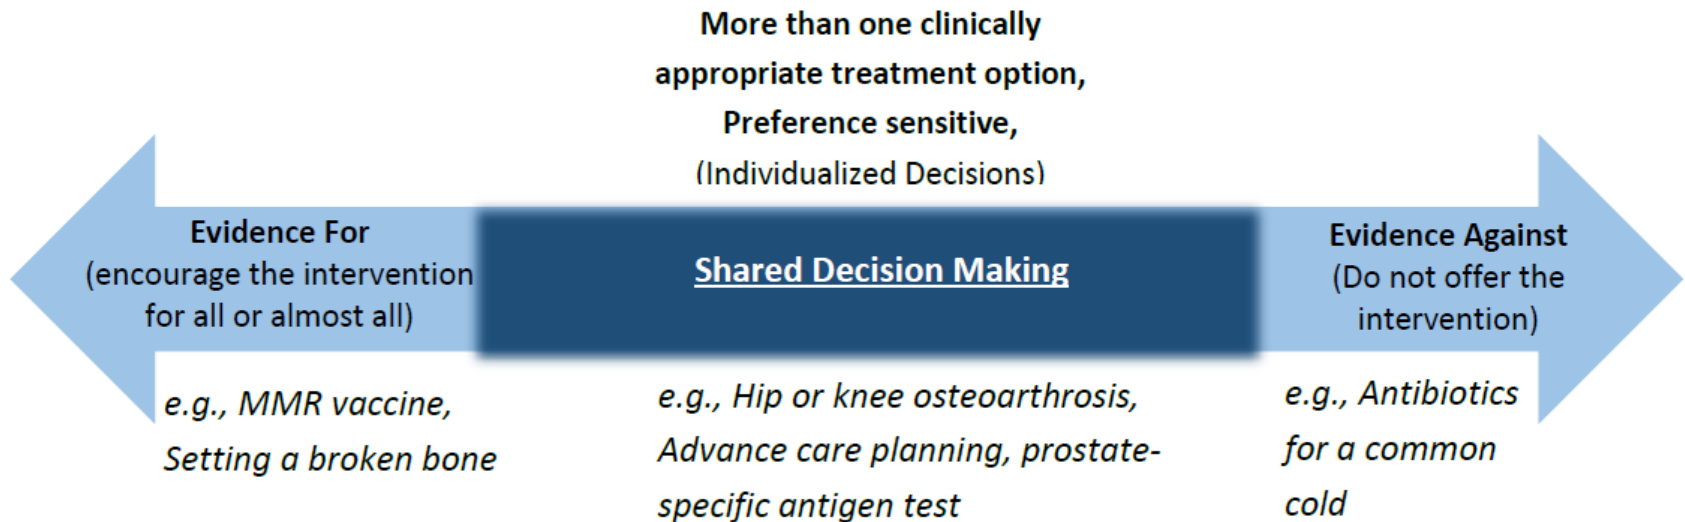 More than one clinically
appropriate treatment option,
Preference sensitive,
(Individualized Decisions)
Evidence For
(encourage the intervention
for all or almost all)
Shared Decision Making
Evidence Against
(Do not offer the
intervention)
e.g., MMR vaccine,
Setting a broken bone
e.g., Hip or knee osteoarthrosis,
Advance care planning, prostate-
specific antigen test
e.g., Antibiotics
for a common
cold